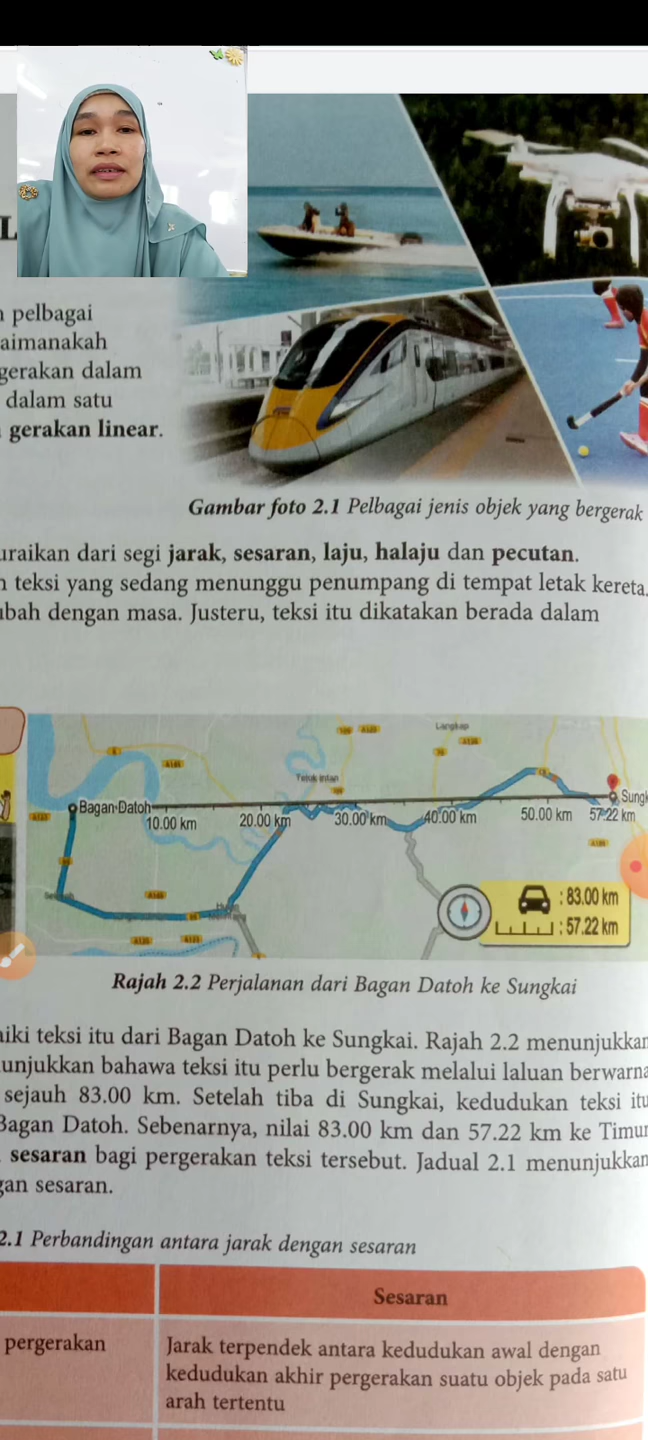 L
pelbagai
aimanakah
gerakan dalam
dalam satu
gerakan linear.
Gambar foto 2.1 Pelbagai jenis objek yang bergerak
uraikan dari segi jarak, sesaran, laju, halaju dan pecutan.
teksi yang sedang menunggu penumpang di tempat letak kereta.
ubah dengan masa. Justeru, teksi itu dikatakan berada dalam
Langkap
Teluk Intan
Bagan Datoh
Sungk
10.00 km
20.00 km
30.00 km
40.00 km
50.00 km
57.22 km
: 83.00 km
: 57.22 km
Rajah 2.2 Perjalanan dari Bagan Datoh ke Sungkai
aiki teksi itu dari Bagan Datoh ke Sungkai. Rajah 2.2 menunjukkan
unjukkan bahawa teksi itu perlu bergerak melalui laluan berwarna
sejauh 83.00 km. Setelah tiba di Sungkai, kedudukan teksi itu
Bagan Datoh. Sebenarnya, nilai 83.00 km dan 57.22 km ke Timur
sesaran bagi pergerakan teksi tersebut. Jadual 2.1 menunjukkan
gan sesaran.
2.1 Perbandingan antara jarak dengan sesaran
Sesaran
pergerakan
Jarak terpendek antara kedudukan awal dengan
kedudukan akhir pergerakan suatu objek pada satu
arah tertentu